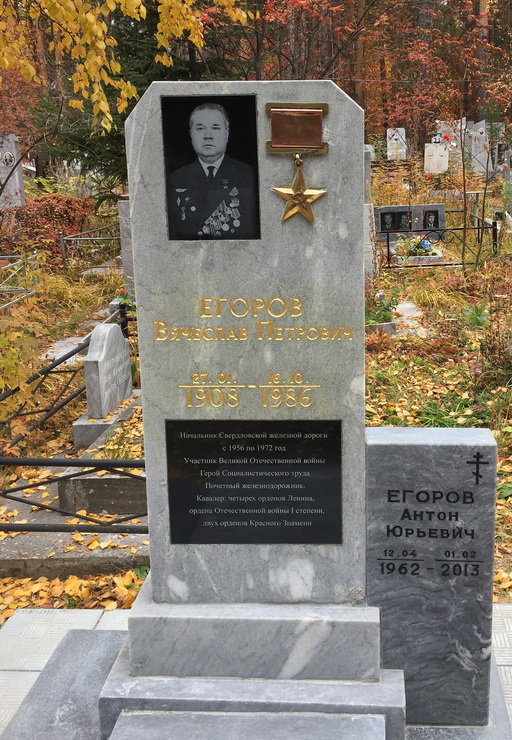 ЕГОРОВ
Вячеслав Петрович
27.01. - 16.10.
1908 1986
Начальник Свердловской железной дороги
с 1956 по 1972 год
Участник Великой Отечественной войны
Герой Социалистического труда
Почетный железнодорожник.
Кавалер: четырех орденов Ленина,
ордена Отечественной войны I степени,
двух орденов Красного Знамени
ЕГОРОВ
Антон
Юрьевич
12.04 01.02
1962 - 2013